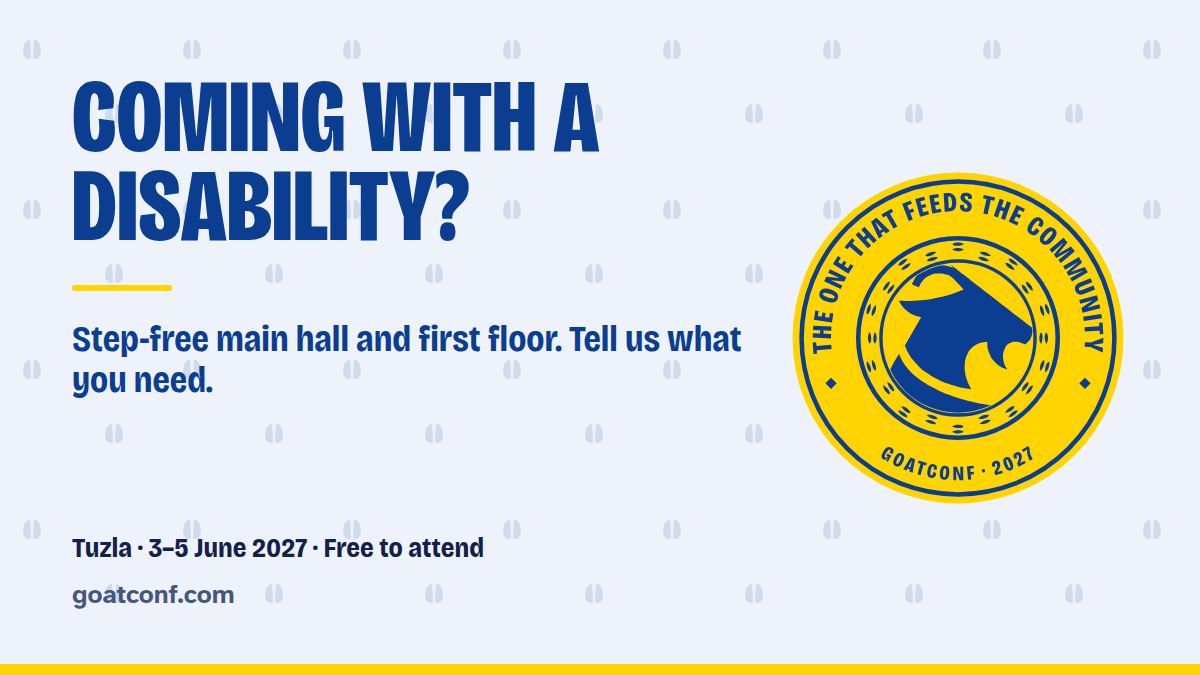 COMING WITH A
DISABILITY?
Step-free main hall and first floor. Tell us what
you need.
THE ONE THAT FEEDS THE COMMUNITY
GOATCONF · 2027
Tuzla · 3–5 June 2027 · Free to attend
goatconf.com